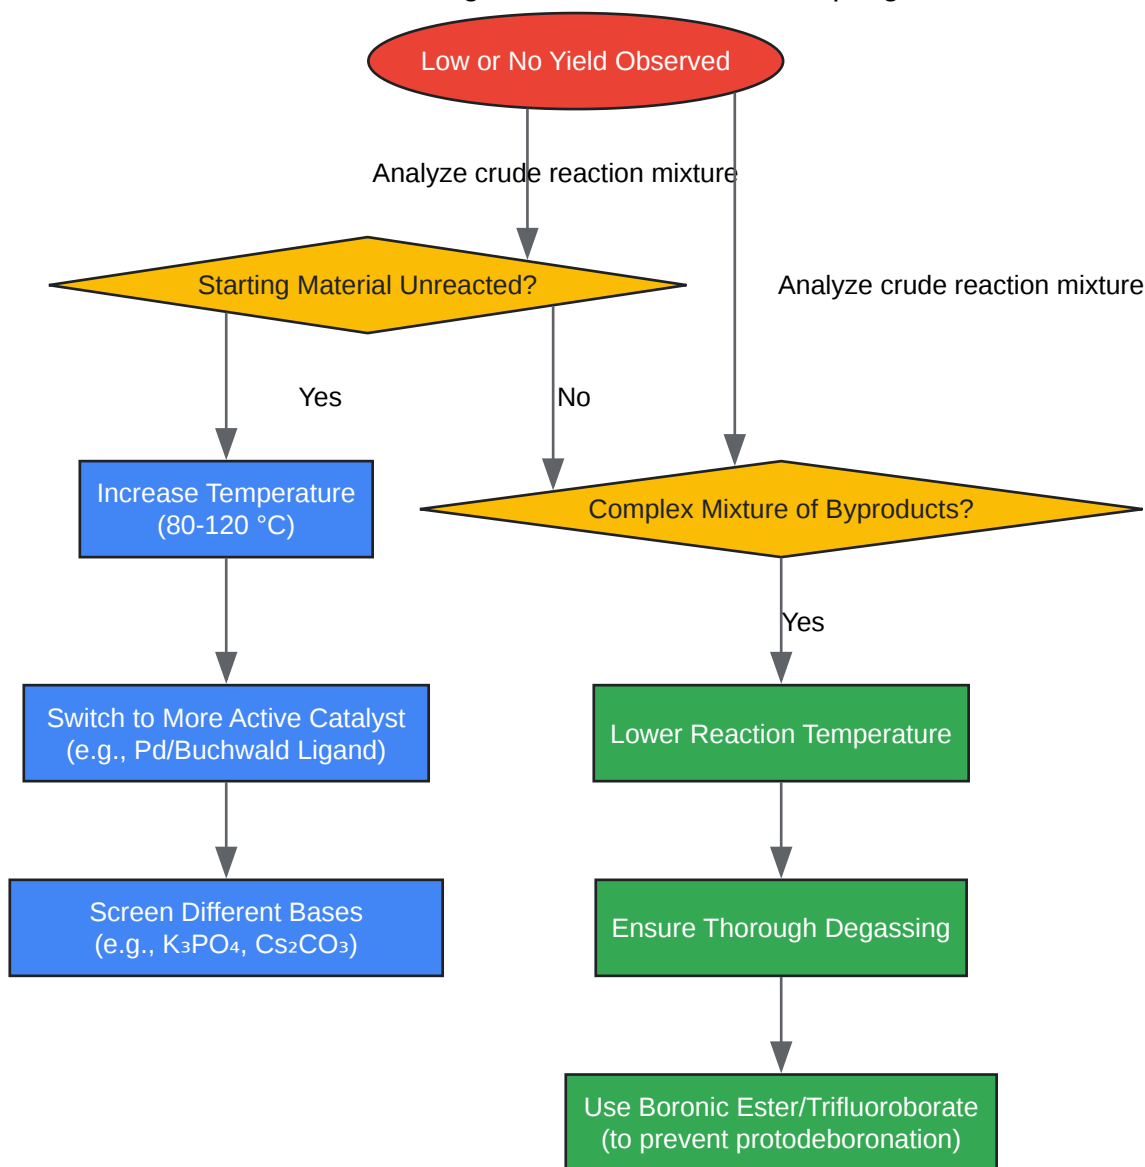 Low or No Yield Observed
Analyze crude reaction mixture
Starting Material Unreacted?
Analyze crude reaction mixture
Yes
No
Increase Temperature
(80-120 °C)
Complex Mixture of Byproducts?
Yes
Switch to More Active Catalyst
(e.g., Pd/Buchwald Ligand)
Lower Reaction Temperature
Screen Different Bases
(e.g., K₃PO₄, Cs₂CO₃)
Ensure Thorough Degassing
Use Boronic Ester/Trifluoroborate
(to prevent protodeboronation)